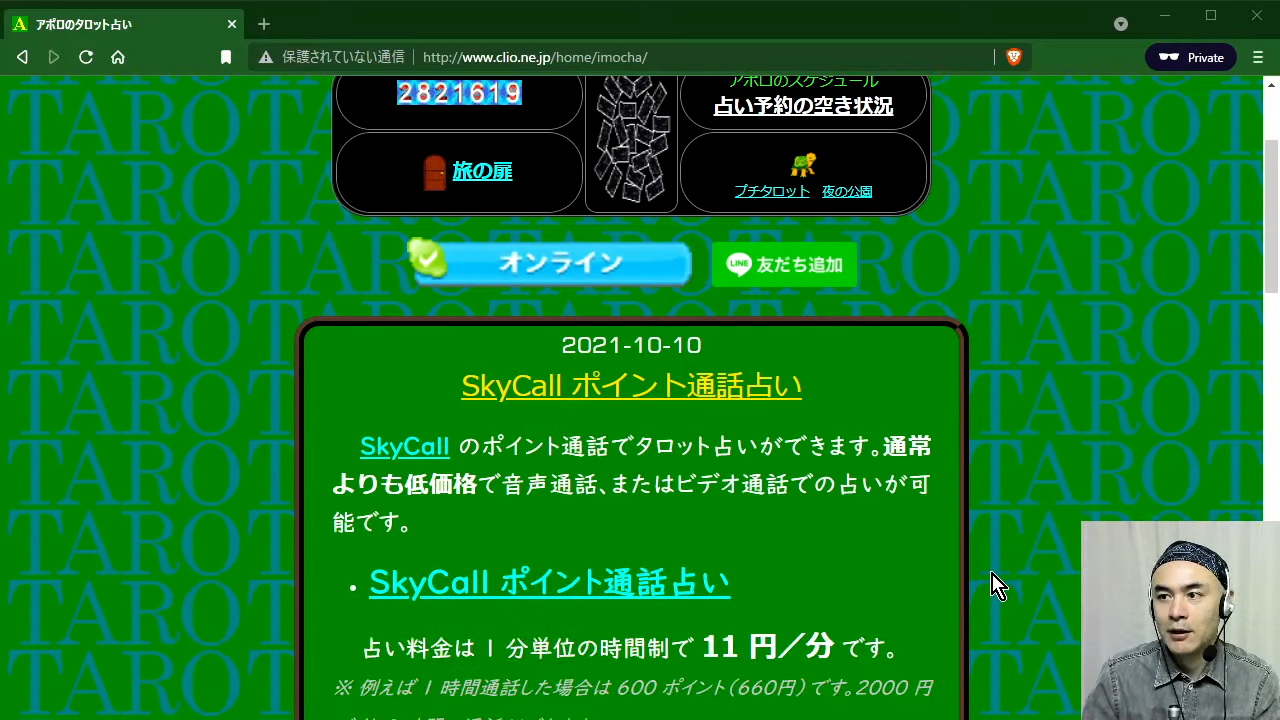 A アポロのタロット占い
保護されていない通信 http://www.clio.ne.jp/home/imocha/
Private
2821619
アポロのスケジュール
占い予約の空き状況
旅の扉
プチタロット 夜の公園
オンライン
LINE 友だち追加
2021-10-10
SkyCall ポイント通話占い
SkyCall のポイント通話でタロット占いができます。通常
よりも低価格で音声通話、またはビデオ通話での占いが可
能です。
• SkyCall ポイント通話占い
占い料金は 1 分単位の時間制で 11 円／分 です。
※ 例えば 1 時間通話した場合は 600 ポイント（660円）です。2000 円
TAROT TAROT TAROT TAROT